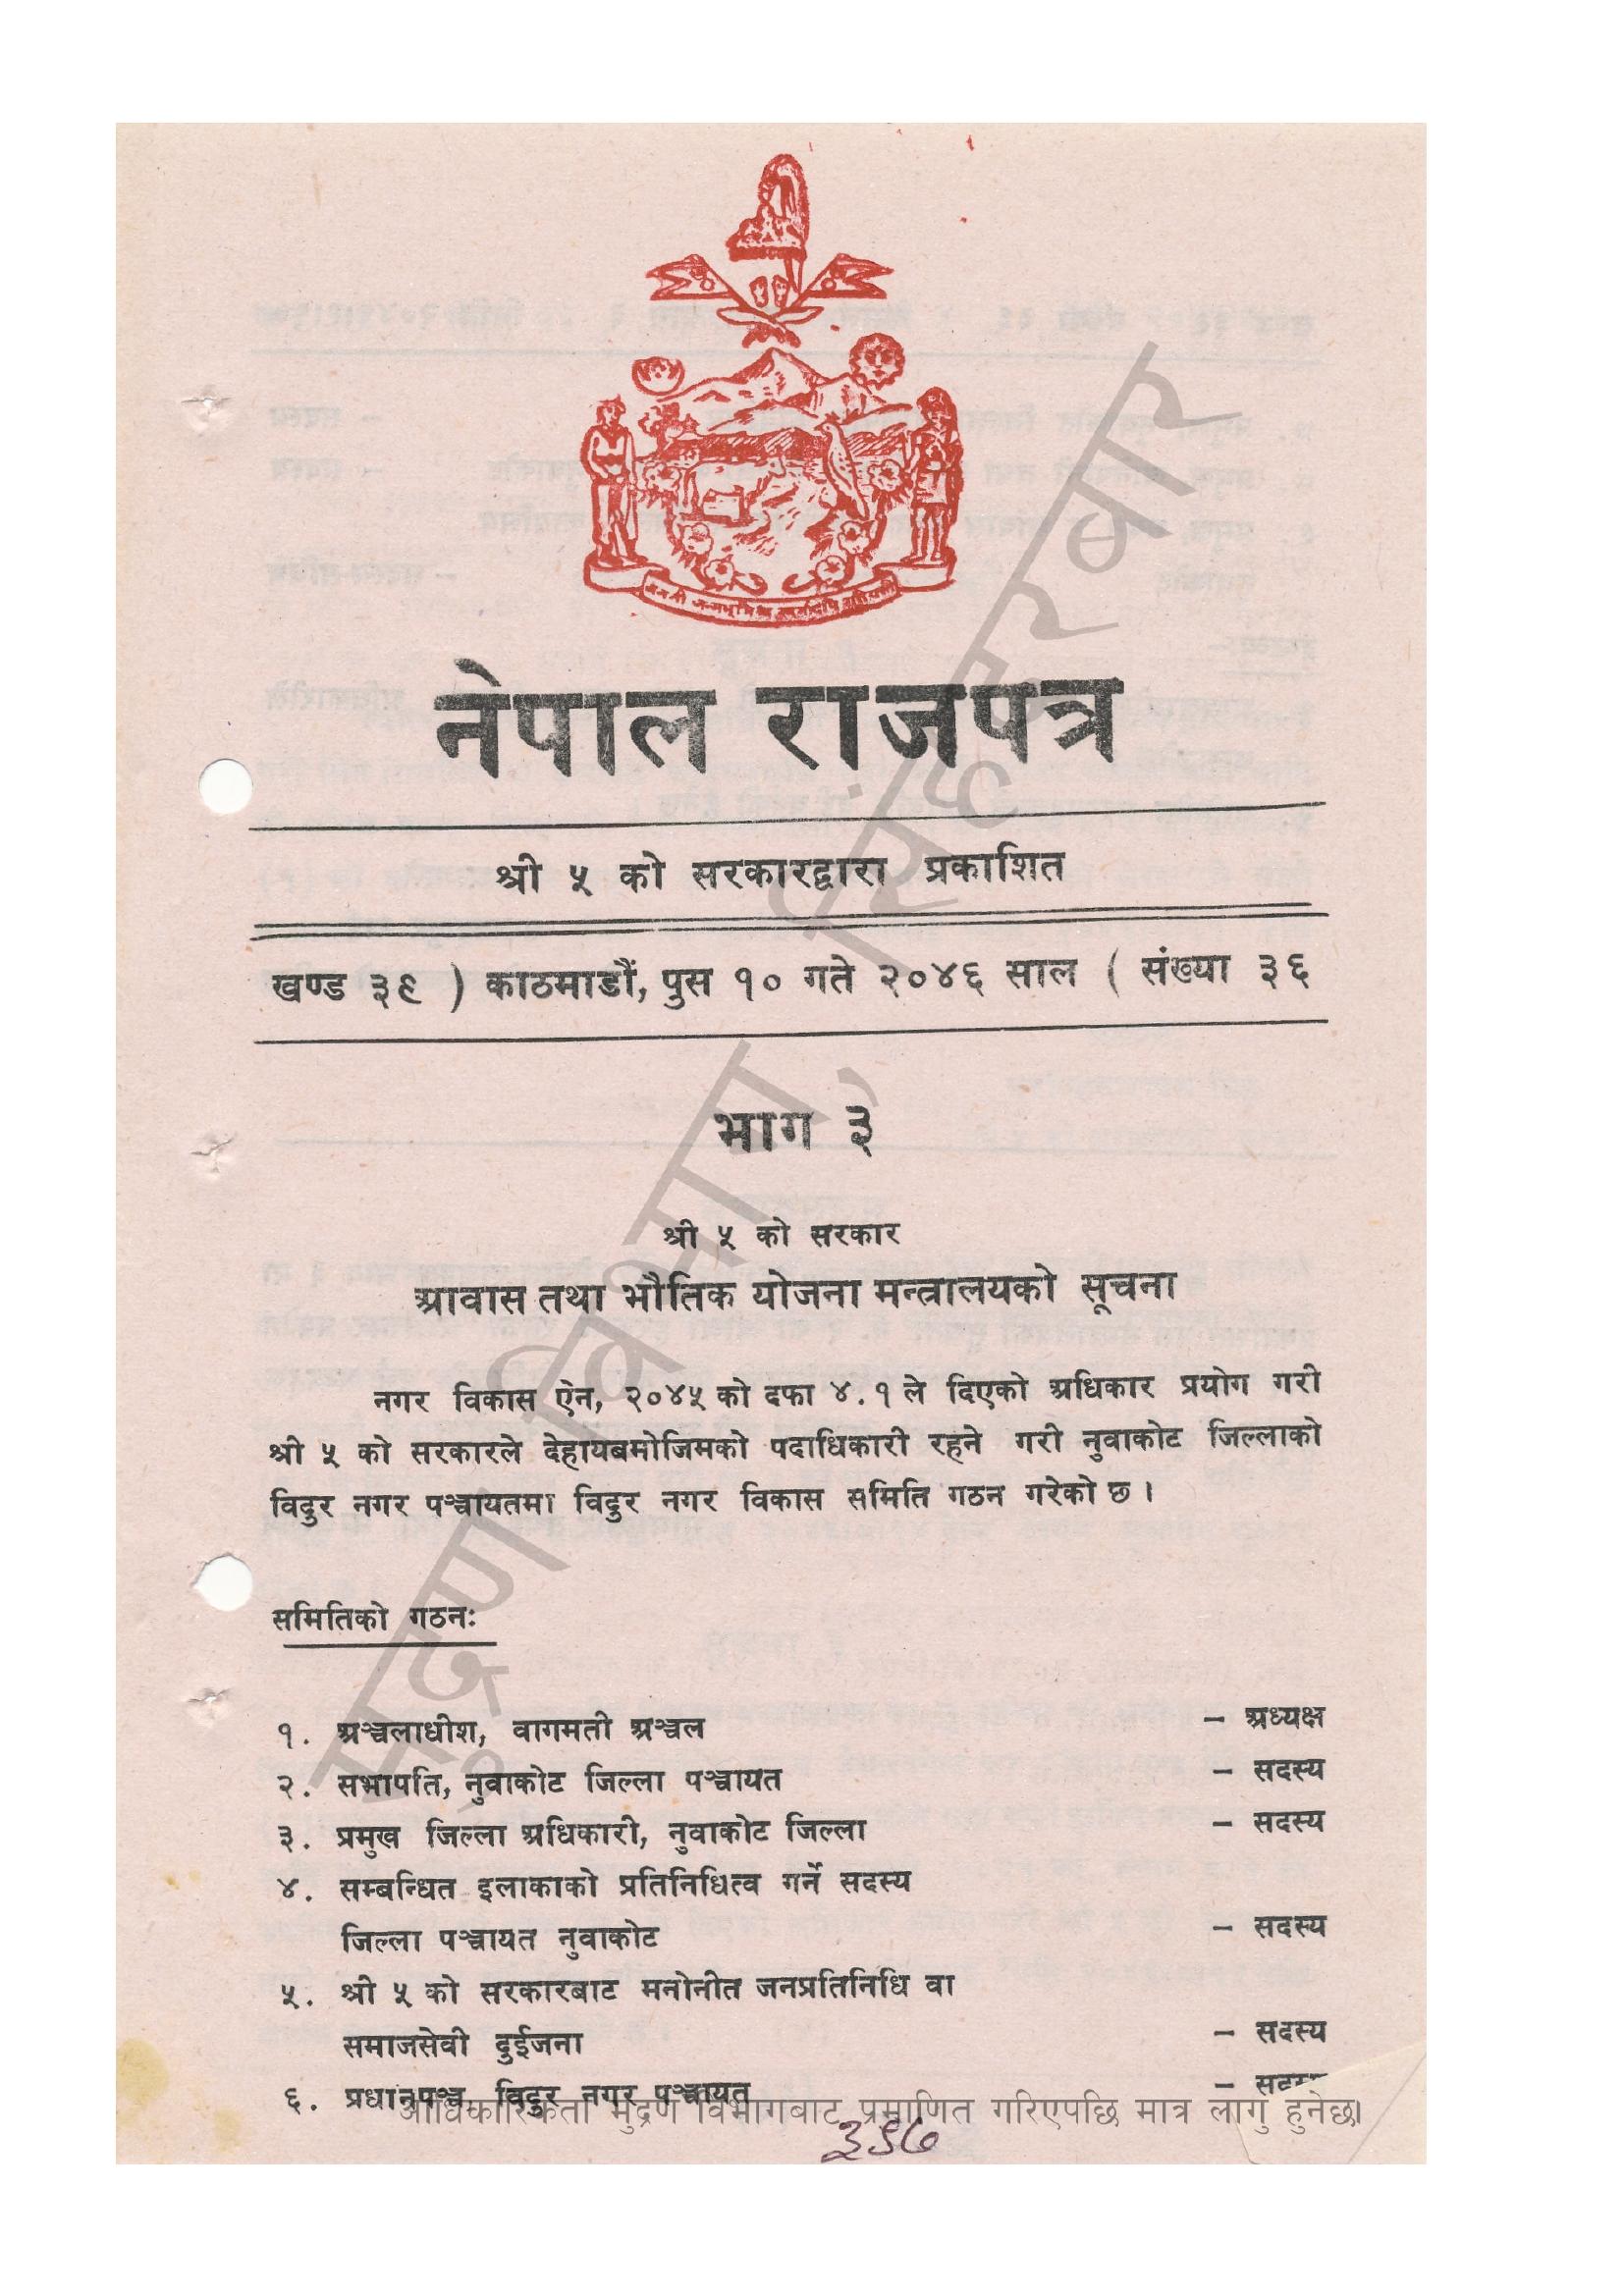 नेपाल राजपत्र
श्री ५ को सरकारद्वारा प्रकाशित
खण्ड ३९ ) काठमाडौं, पुस १० गते २०४६ साल ( संख्या ३६
भाग ३
श्री ५ को सरकार
आवास तथा भौतिक योजना मन्त्रालयको सूचना
नगर विकास ऐन, २०४५ को दफा ४.१ ले दिएको अधिकार प्रयोग गरी
श्री ५ को सरकारले देहायबमोजिमको पदाधिकारी रहने गरी नुवाकोट जिल्लाको
विदुर नगर पञ्चायतमा विदुर नगर विकास समिति गठन गरेको छ ।
समितिको गठनः
१. अञ्चलाधीश, वागमती अञ्चल – अध्यक्ष
२. सभापति, नुवाकोट जिल्ला पञ्चायत – सदस्य
३. प्रमुख जिल्ला अधिकारी, नुवाकोट जिल्ला – सदस्य
४. सम्बन्धित इलाकाको प्रतिनिधित्व गर्ने सदस्य
जिल्ला पञ्चायत नुवाकोट – सदस्य
५. श्री ५ को सरकारबाट मनोनीत जनप्रतिनिधि वा
समाजसेवी दुईजना – सदस्य
६. प्रधानपञ्च, विदुर नगर पञ्चायत –
आधिकारिकता मुद्रण विभागबाट प्रमाणित गरिएपछि मात्र लागु हुनेछ।
मुद्रण विभाग, सिंहदरबार